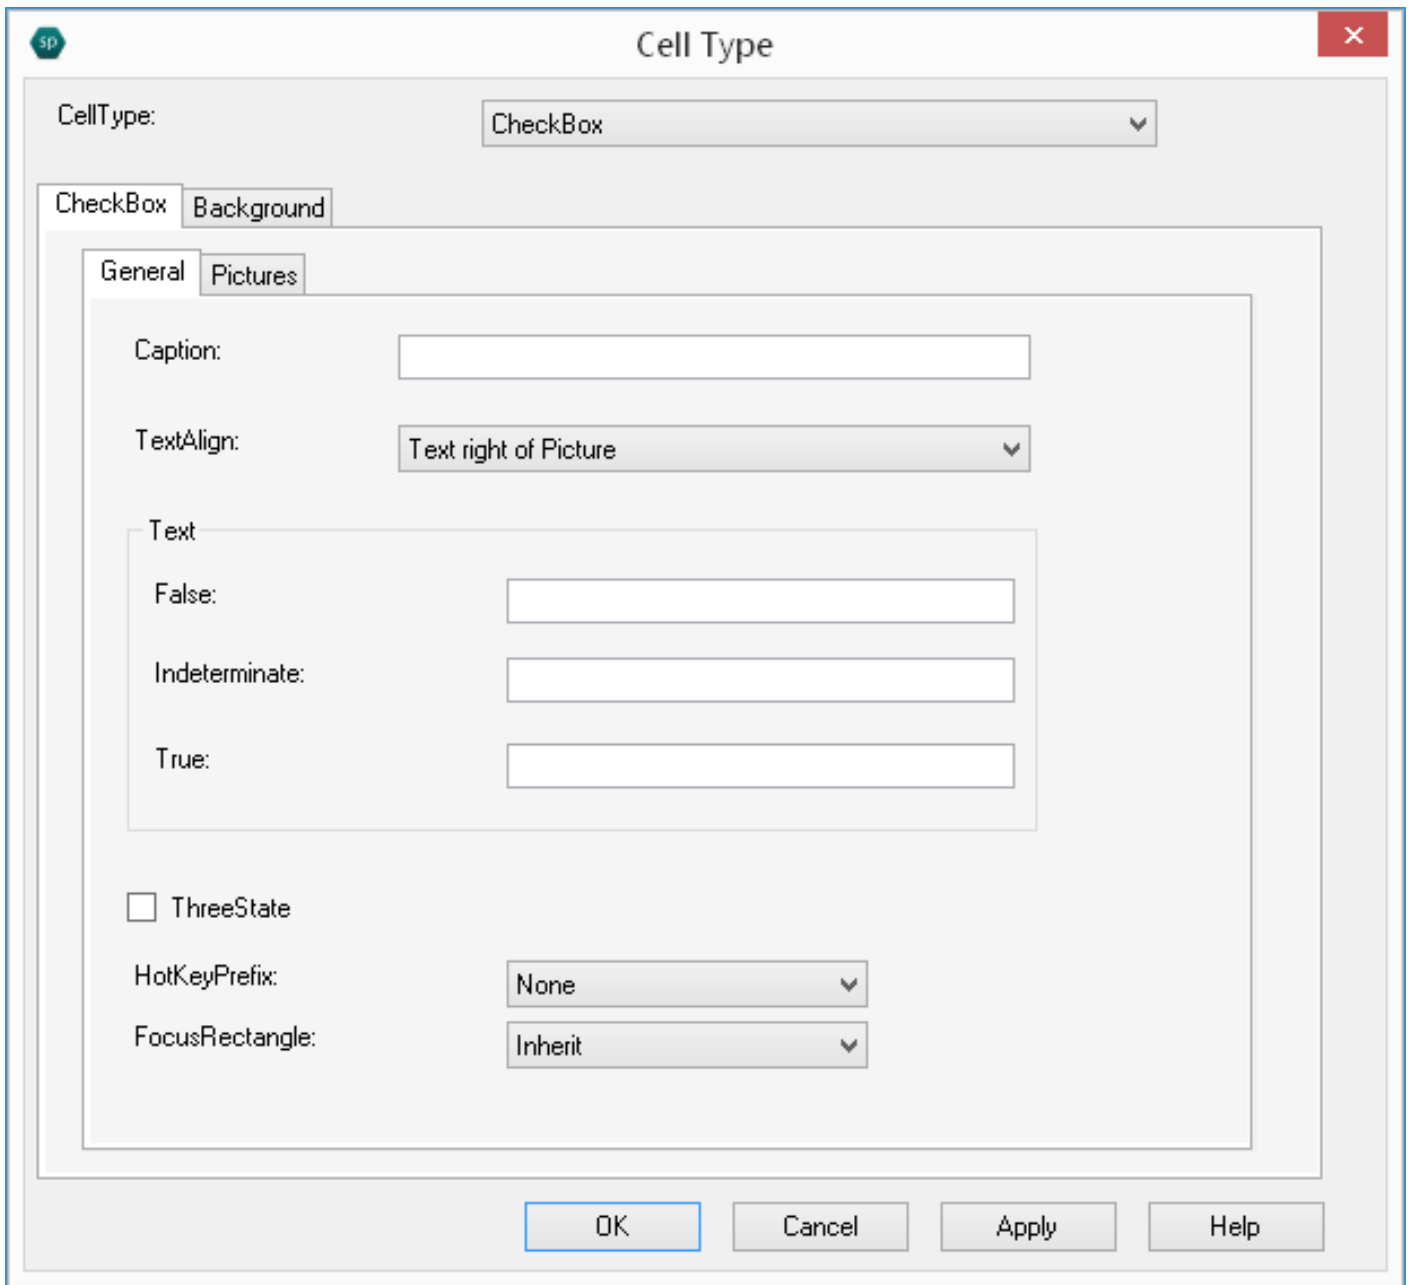 sp
Cell Type
CellType:
CheckBox
CheckBox
Background
General
Pictures
Caption:
TextAlign:
Text right of Picture
Text
False:
Indeterminate:
True:
ThreeState
HotKeyPrefix:
None
FocusRectangle:
Inherit
OK
Cancel
Apply
Help